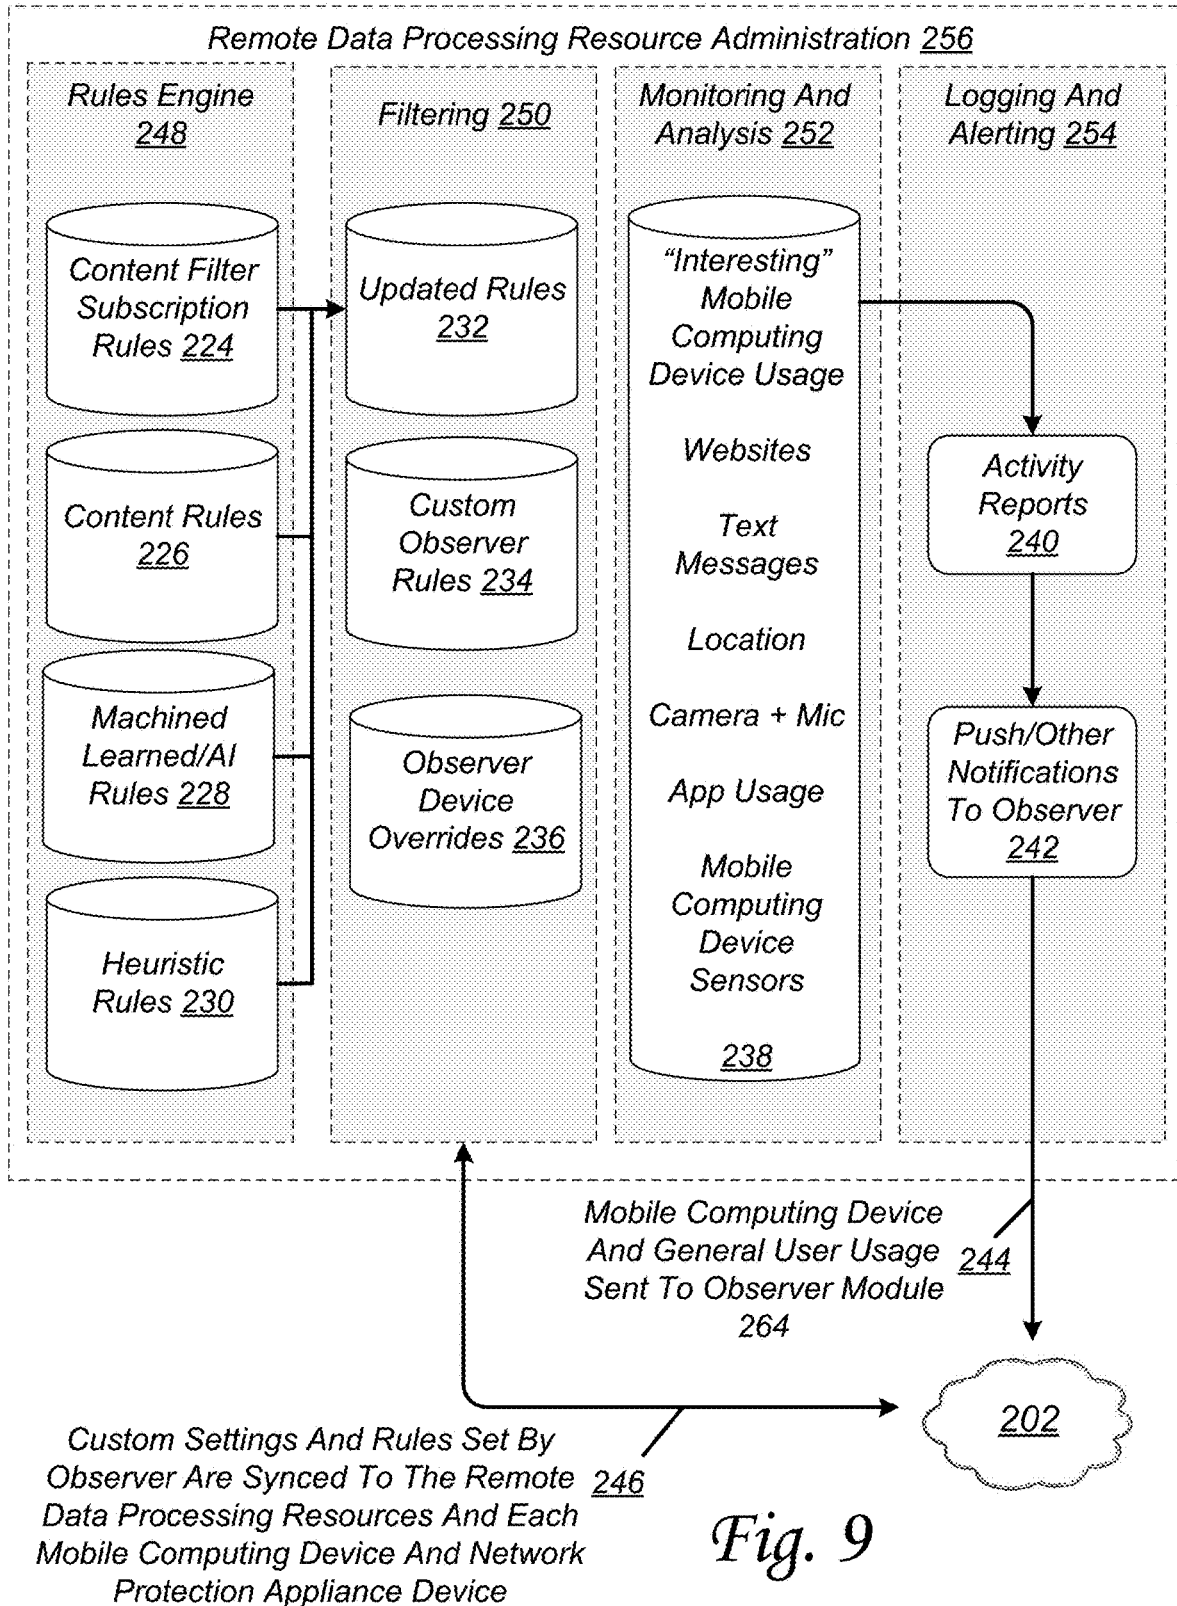 Remote Data Processing Resource Administration 256
Rules Engine
248
Content Filter
Subscription
Rules 224
Content Rules
226
Machined
Learned/AI
Rules 228
Heuristic
Rules 230
Filtering 250
Updated Rules
232
Custom
Observer
Rules 234
Observer
Device
Overrides 236
Monitoring And
Analysis 252
“Interesting”
Mobile
Computing
Device Usage
Websites
Text
Messages
Location
Camera + Mic
App Usage
Mobile
Computing
Device
Sensors
238
Logging And
Alerting 254
Activity
Reports
240
Push/Other
Notifications
To Observer
242
Mobile Computing Device
And General User Usage
Sent To Observer Module
264
244
202
Custom Settings And Rules Set By
Observer Are Synced To The Remote
Data Processing Resources And Each
Mobile Computing Device And Network
Protection Appliance Device
246
Fig. 9